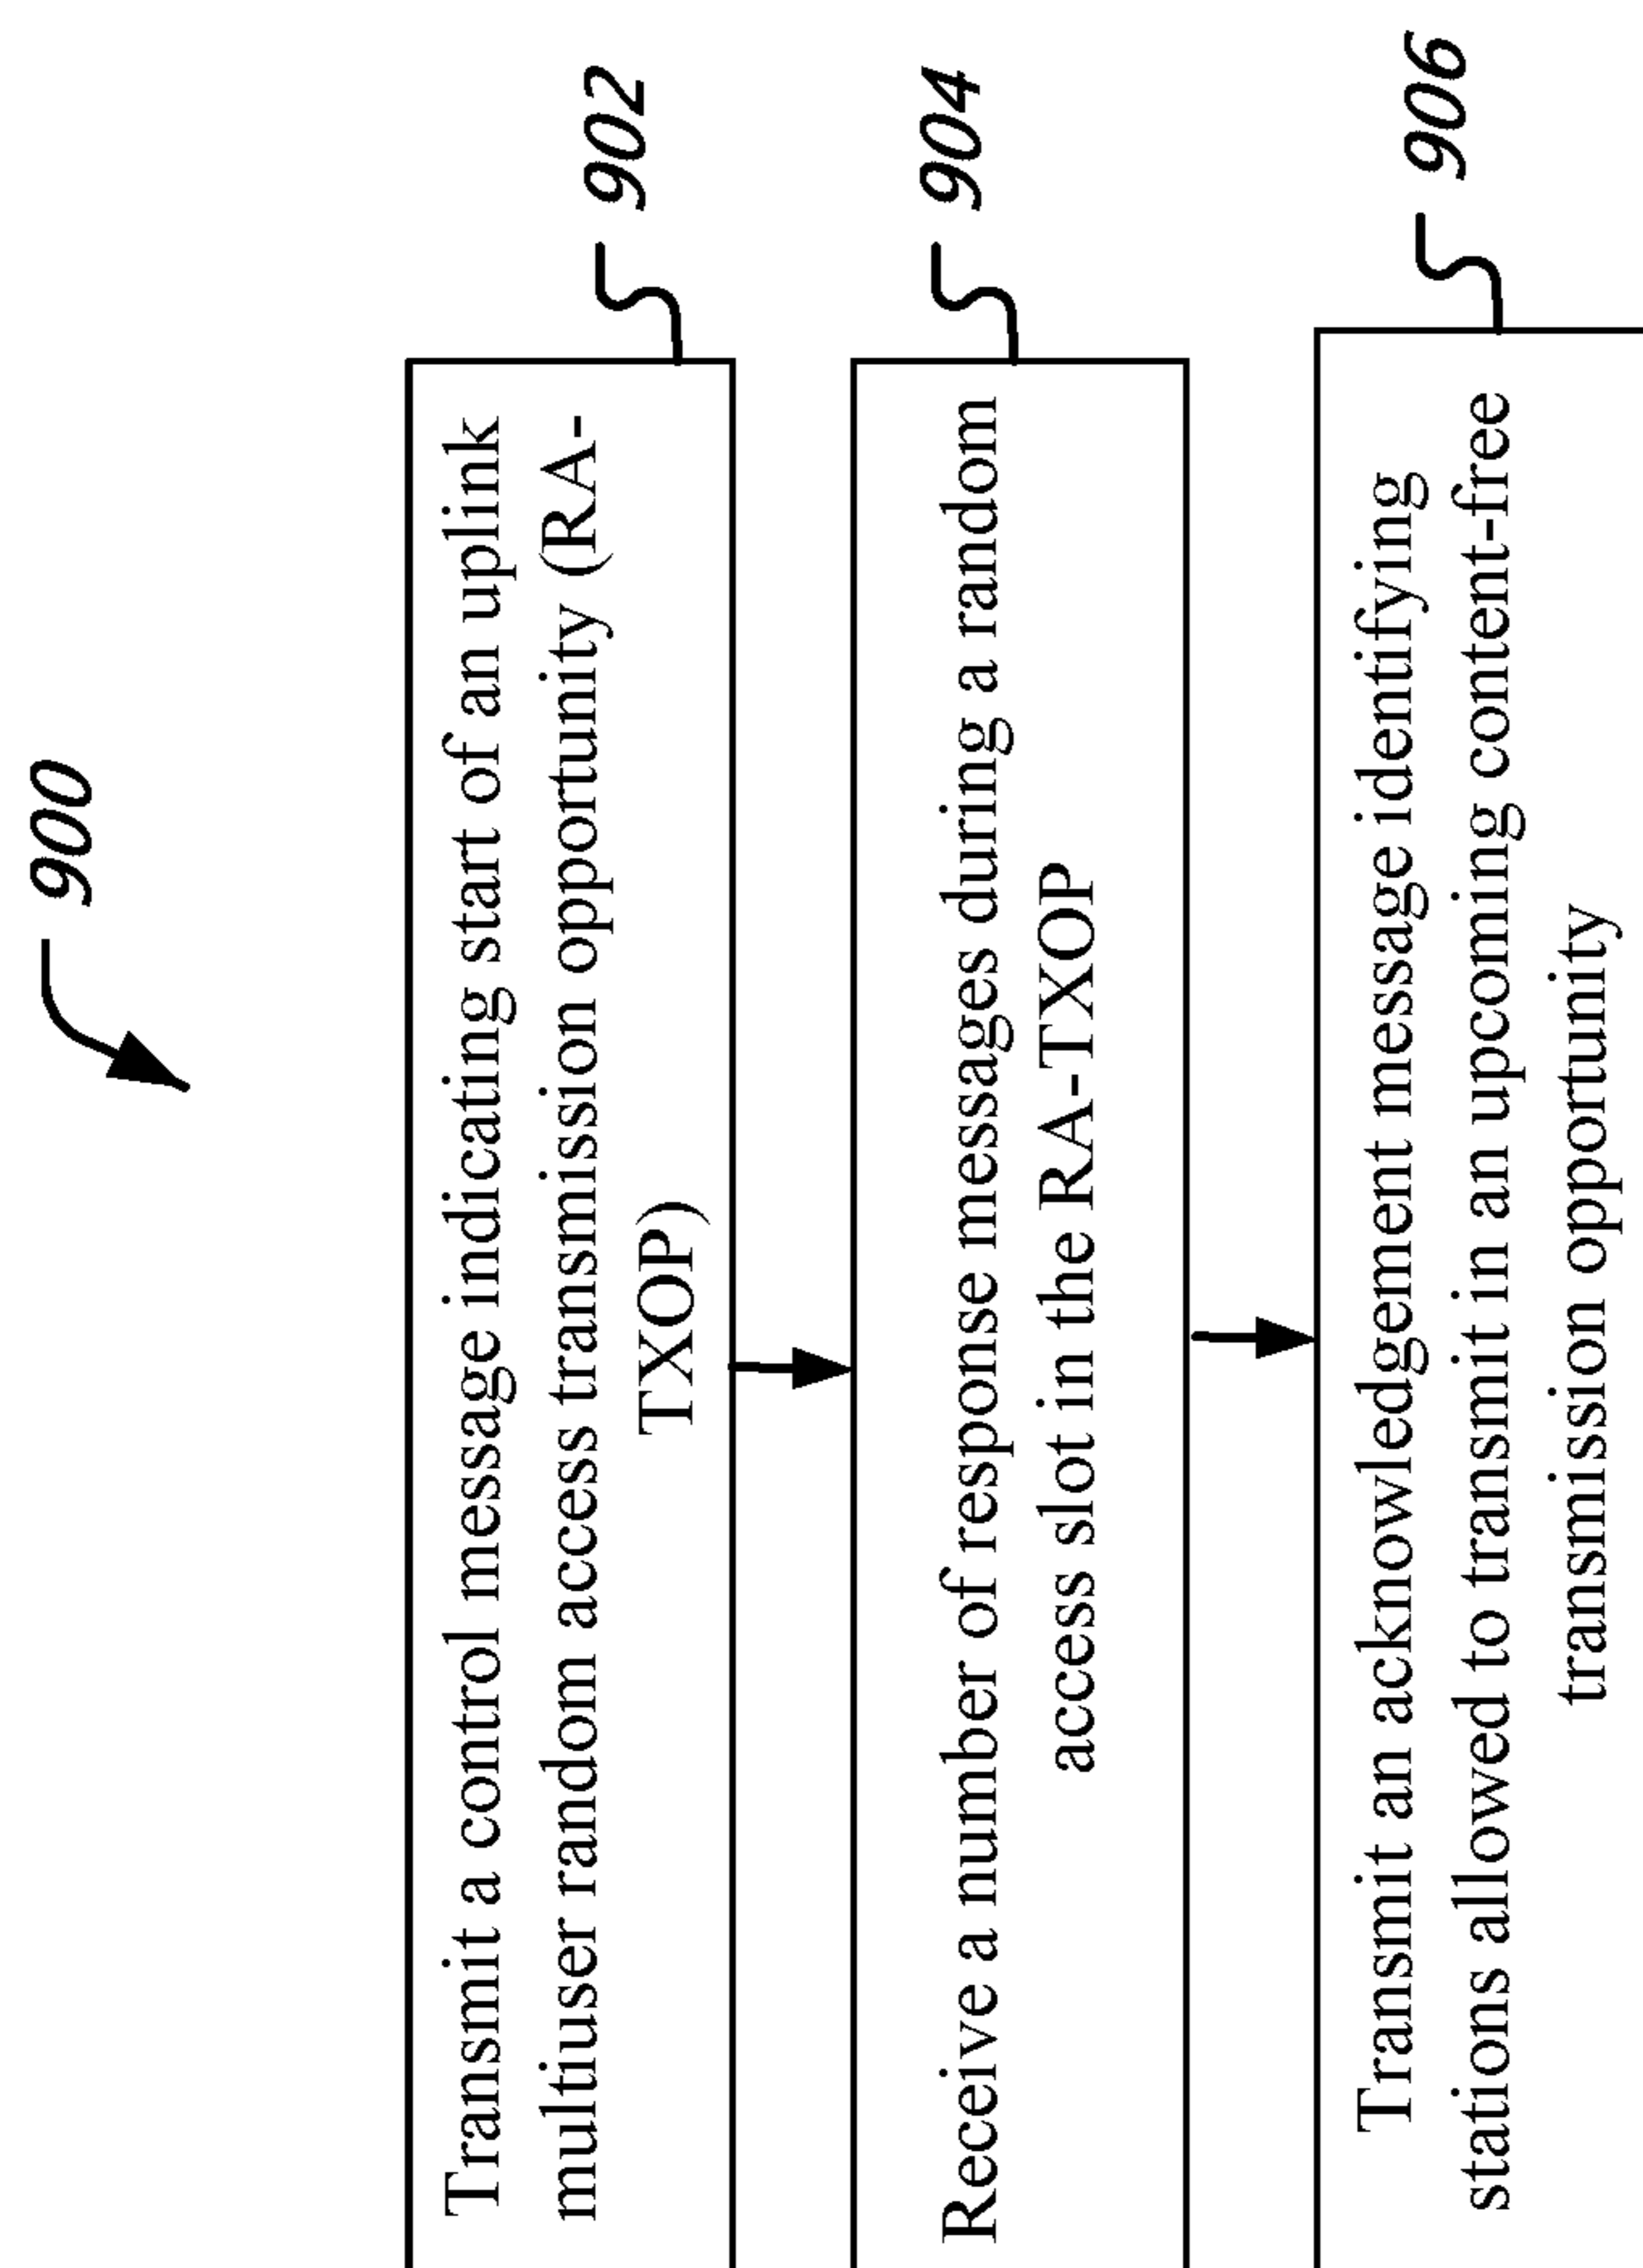 900
902
Transmit a control message indicating start of an uplink
multiuser random access transmission opportunity (RA-
TXOP)
904
Receive a number of response messages during a random
access slot in the RA-TXOP
906
Transmit an acknowledgement message identifying
stations allowed to transmit in an upcoming content-free
transmission opportunity